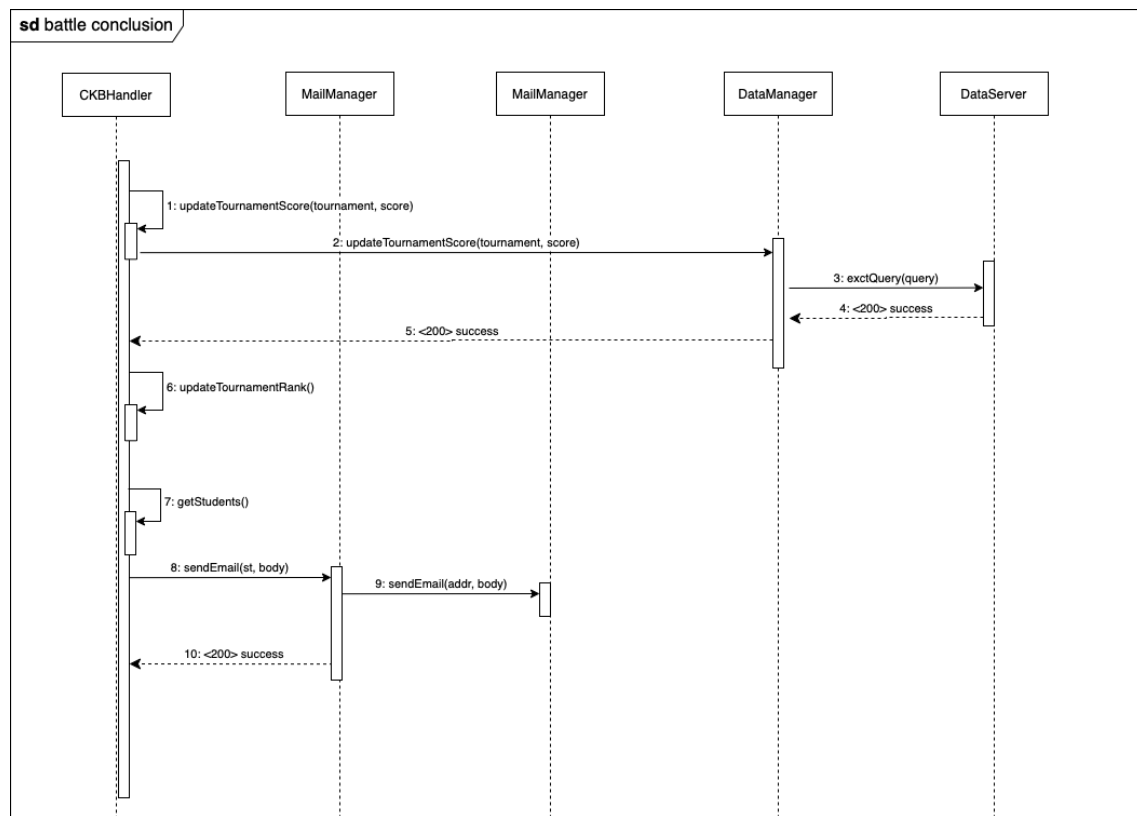 sd battle conclusion
CKBHandler
MailManager
MailManager
DataManager
DataServer
1: updateTournamentScore(tournament, score)
2: updateTournamentScore(tournament, score)
3: exctQuery(query)
4: <200> success
5: <200> success
6: updateTournamentRank()
7: getStudents()
8: sendEmail(st, body)
9: sendEmail(addr, body)
10: <200> success